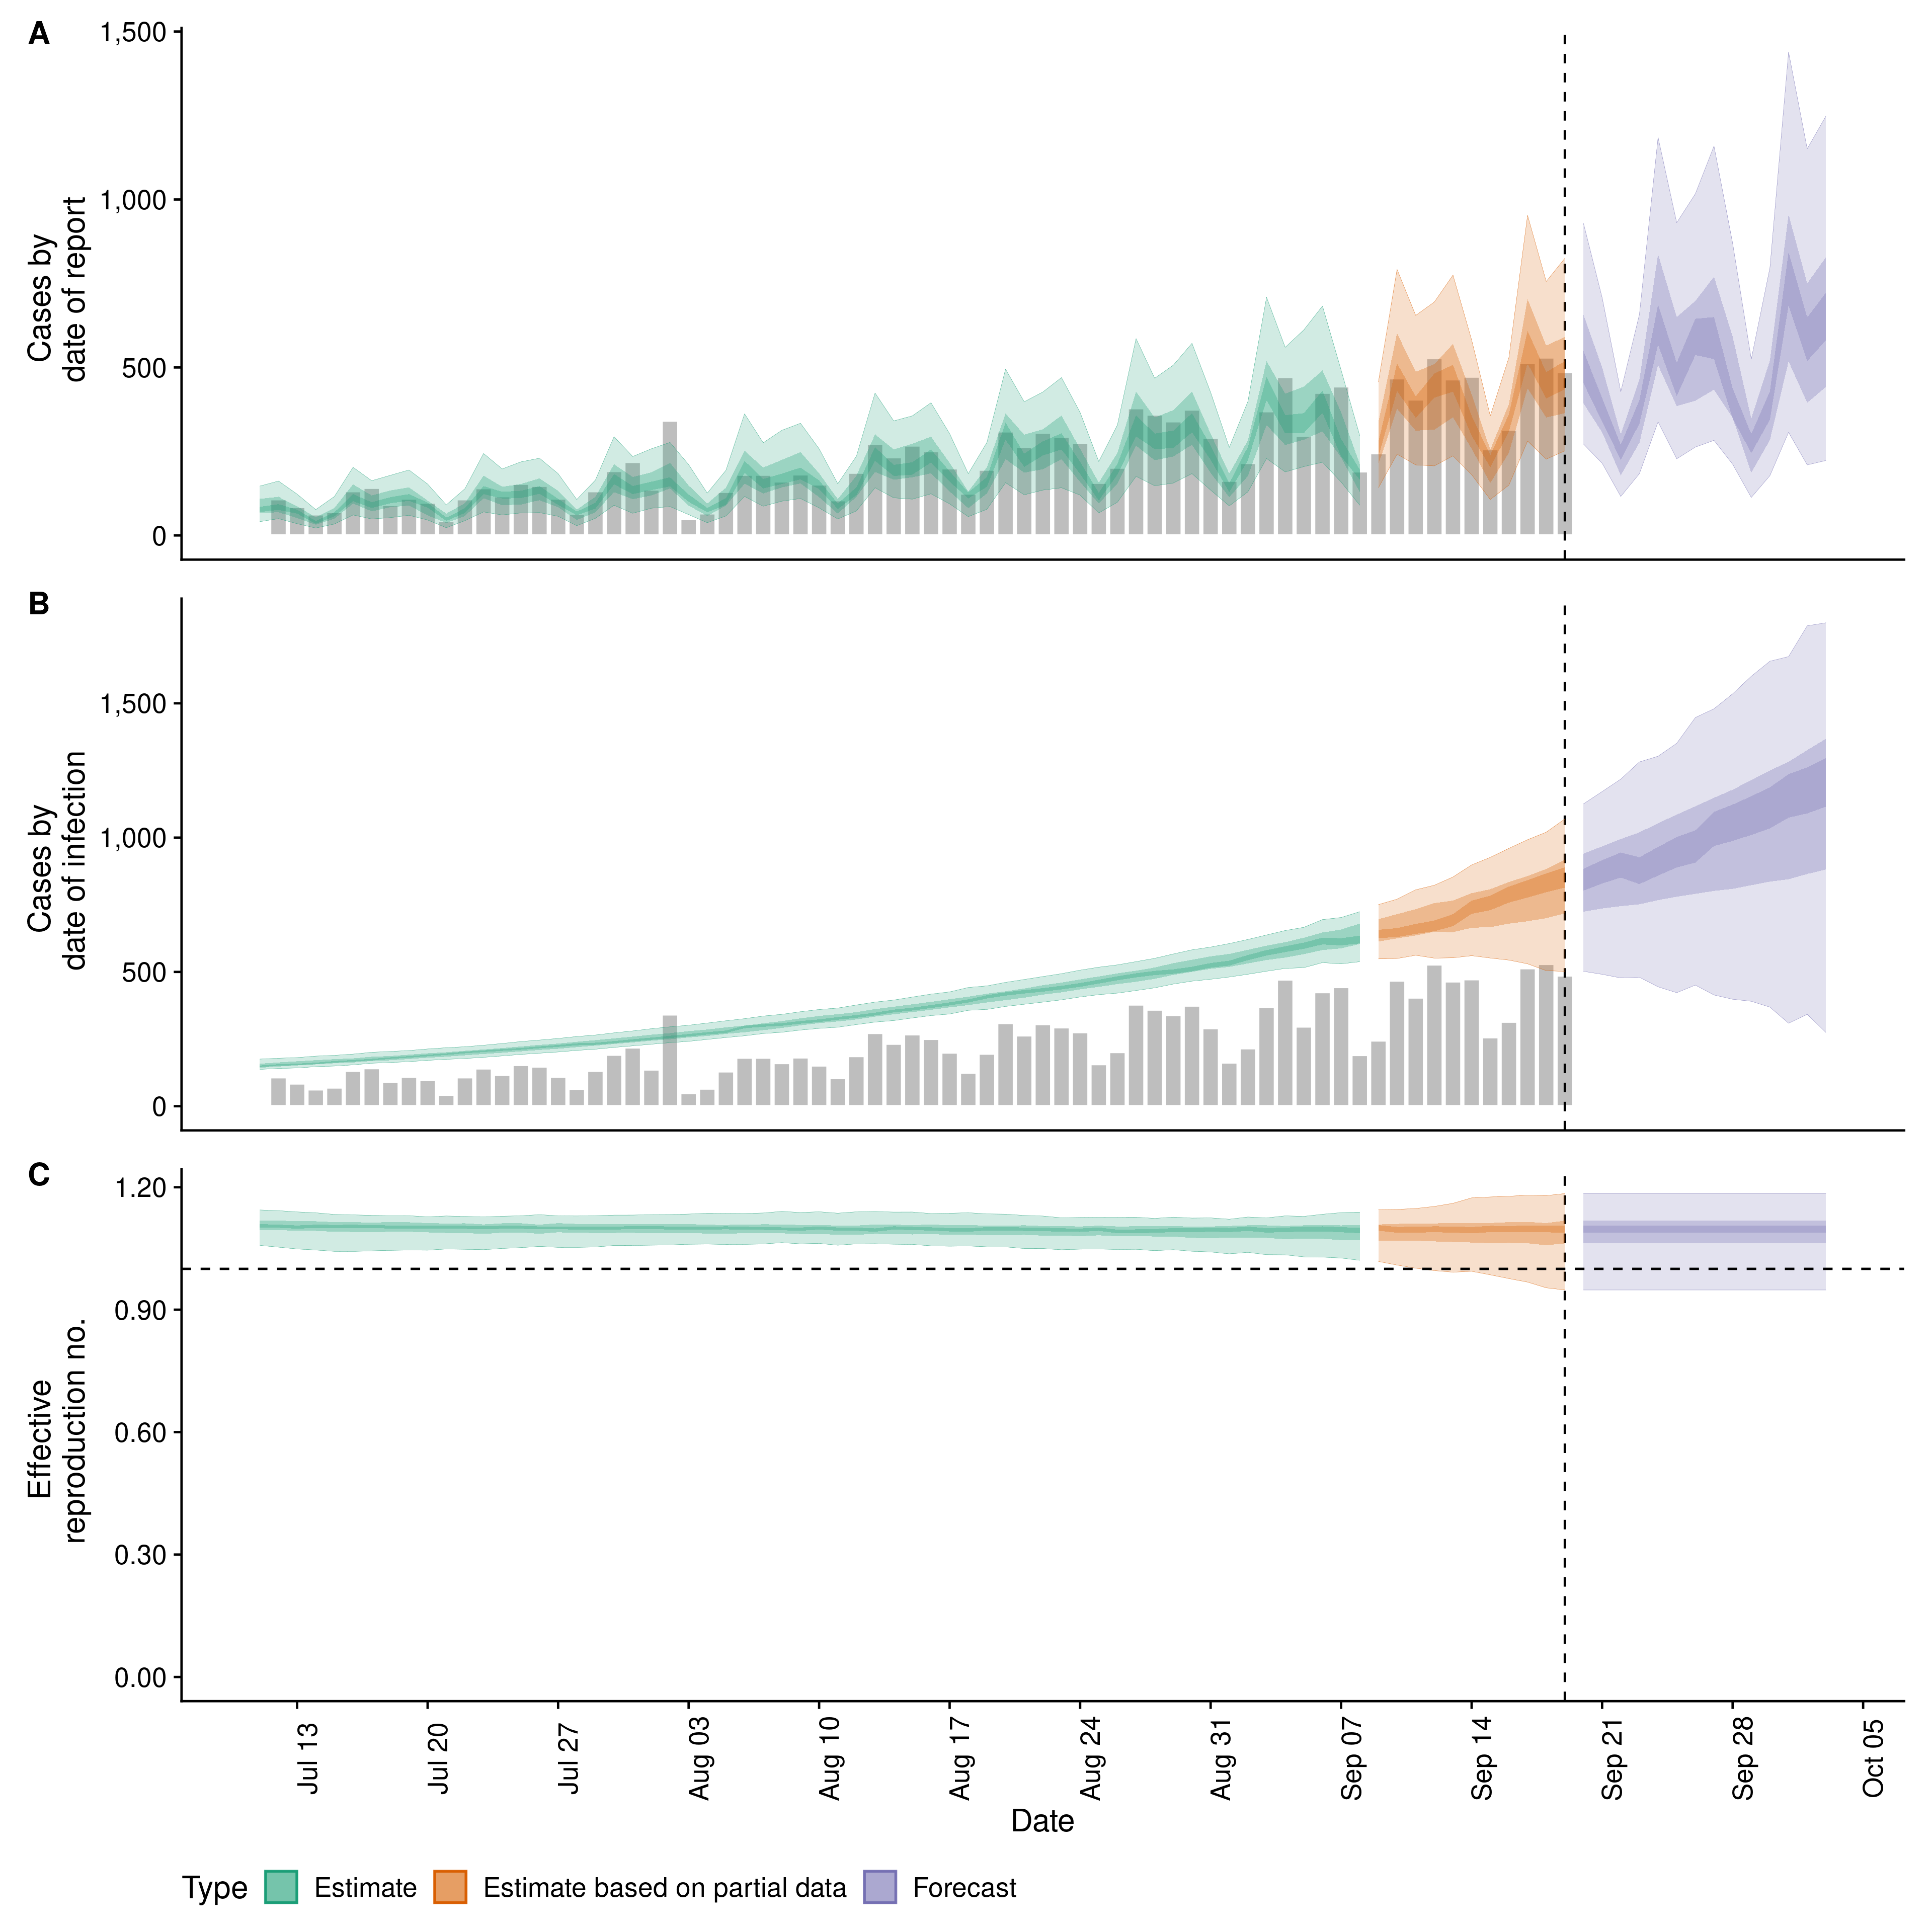 A
Cases by
date of report
1,500
1,000
500
0
B
Cases by
date of infection
1,500
1,000
500
0
C
Effective
reproduction no.
1.20
0.90
0.60
0.30
0.00
Jul 13
Jul 20
Jul 27
Aug 03
Aug 10
Aug 17
Aug 24
Aug 31
Sep 07
Sep 14
Sep 21
Sep 28
Oct 05
Date
Type Estimate Estimate based on partial data Forecast